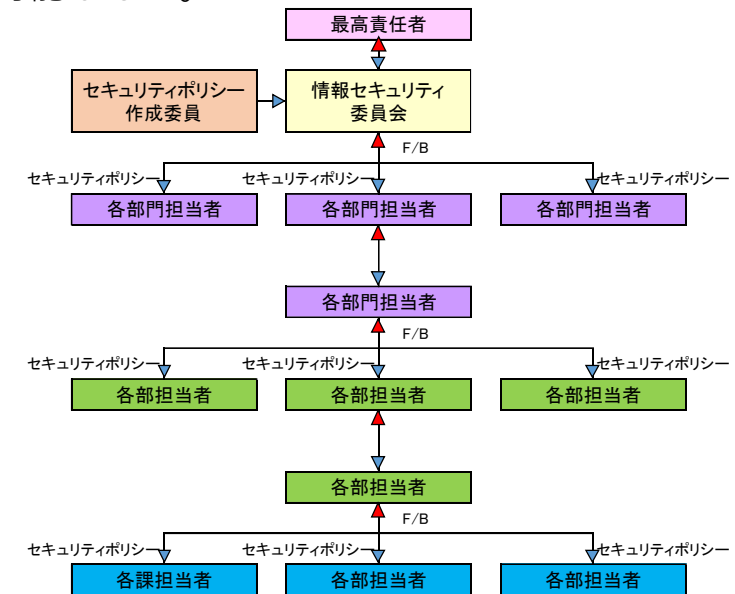 最高責任者
セキュリティポリシー
作成委員
情報セキュリティ
委員会
F/B
セキュリティポリシー
セキュリティポリシー
セキュリティポリシー
各部門担当者
各部門担当者
各部門担当者
各部門担当者
F/B
セキュリティポリシー
セキュリティポリシー
セキュリティポリシー
各部担当者
各部担当者
各部担当者
各部担当者
F/B
セキュリティポリシー
セキュリティポリシー
セキュリティポリシー
各課担当者
各部担当者
各部担当者